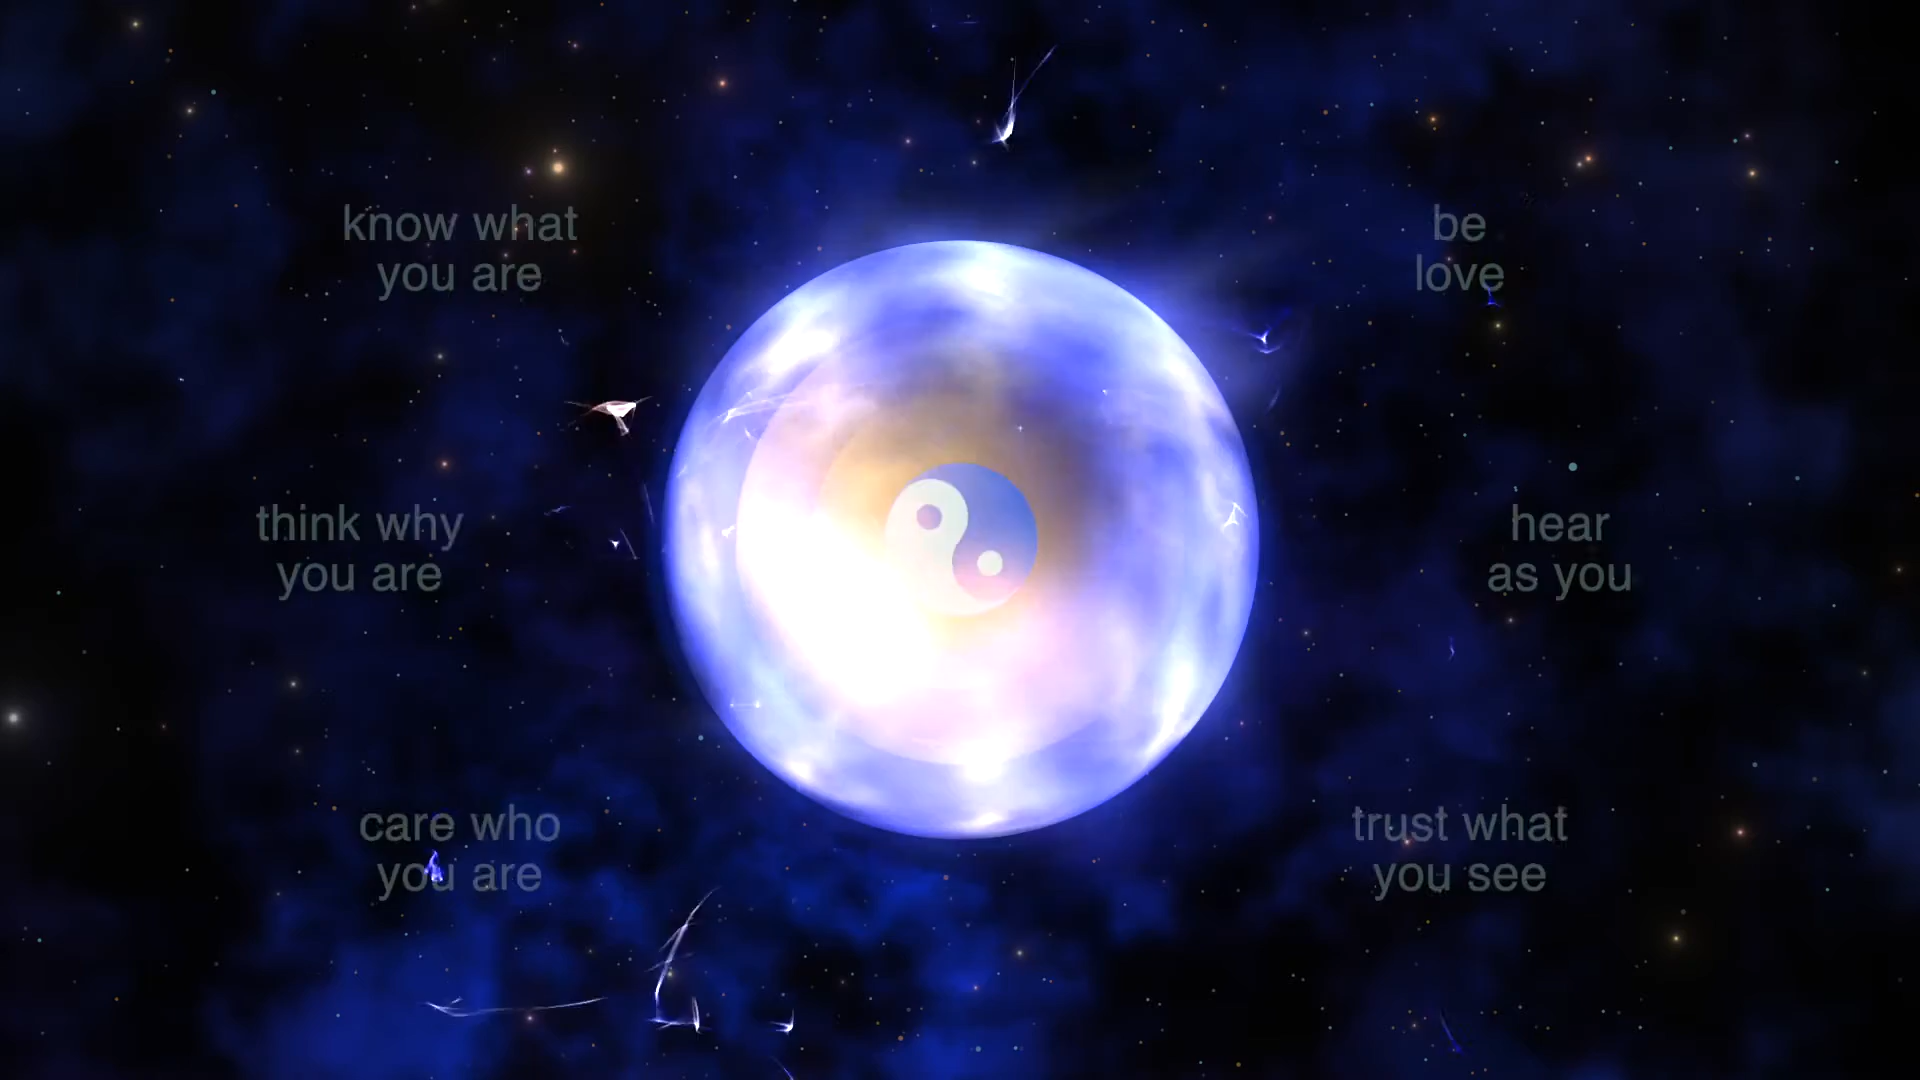 know what
you are
be
love
think why
you are
hear
as you
care who
you are
trust what
you see